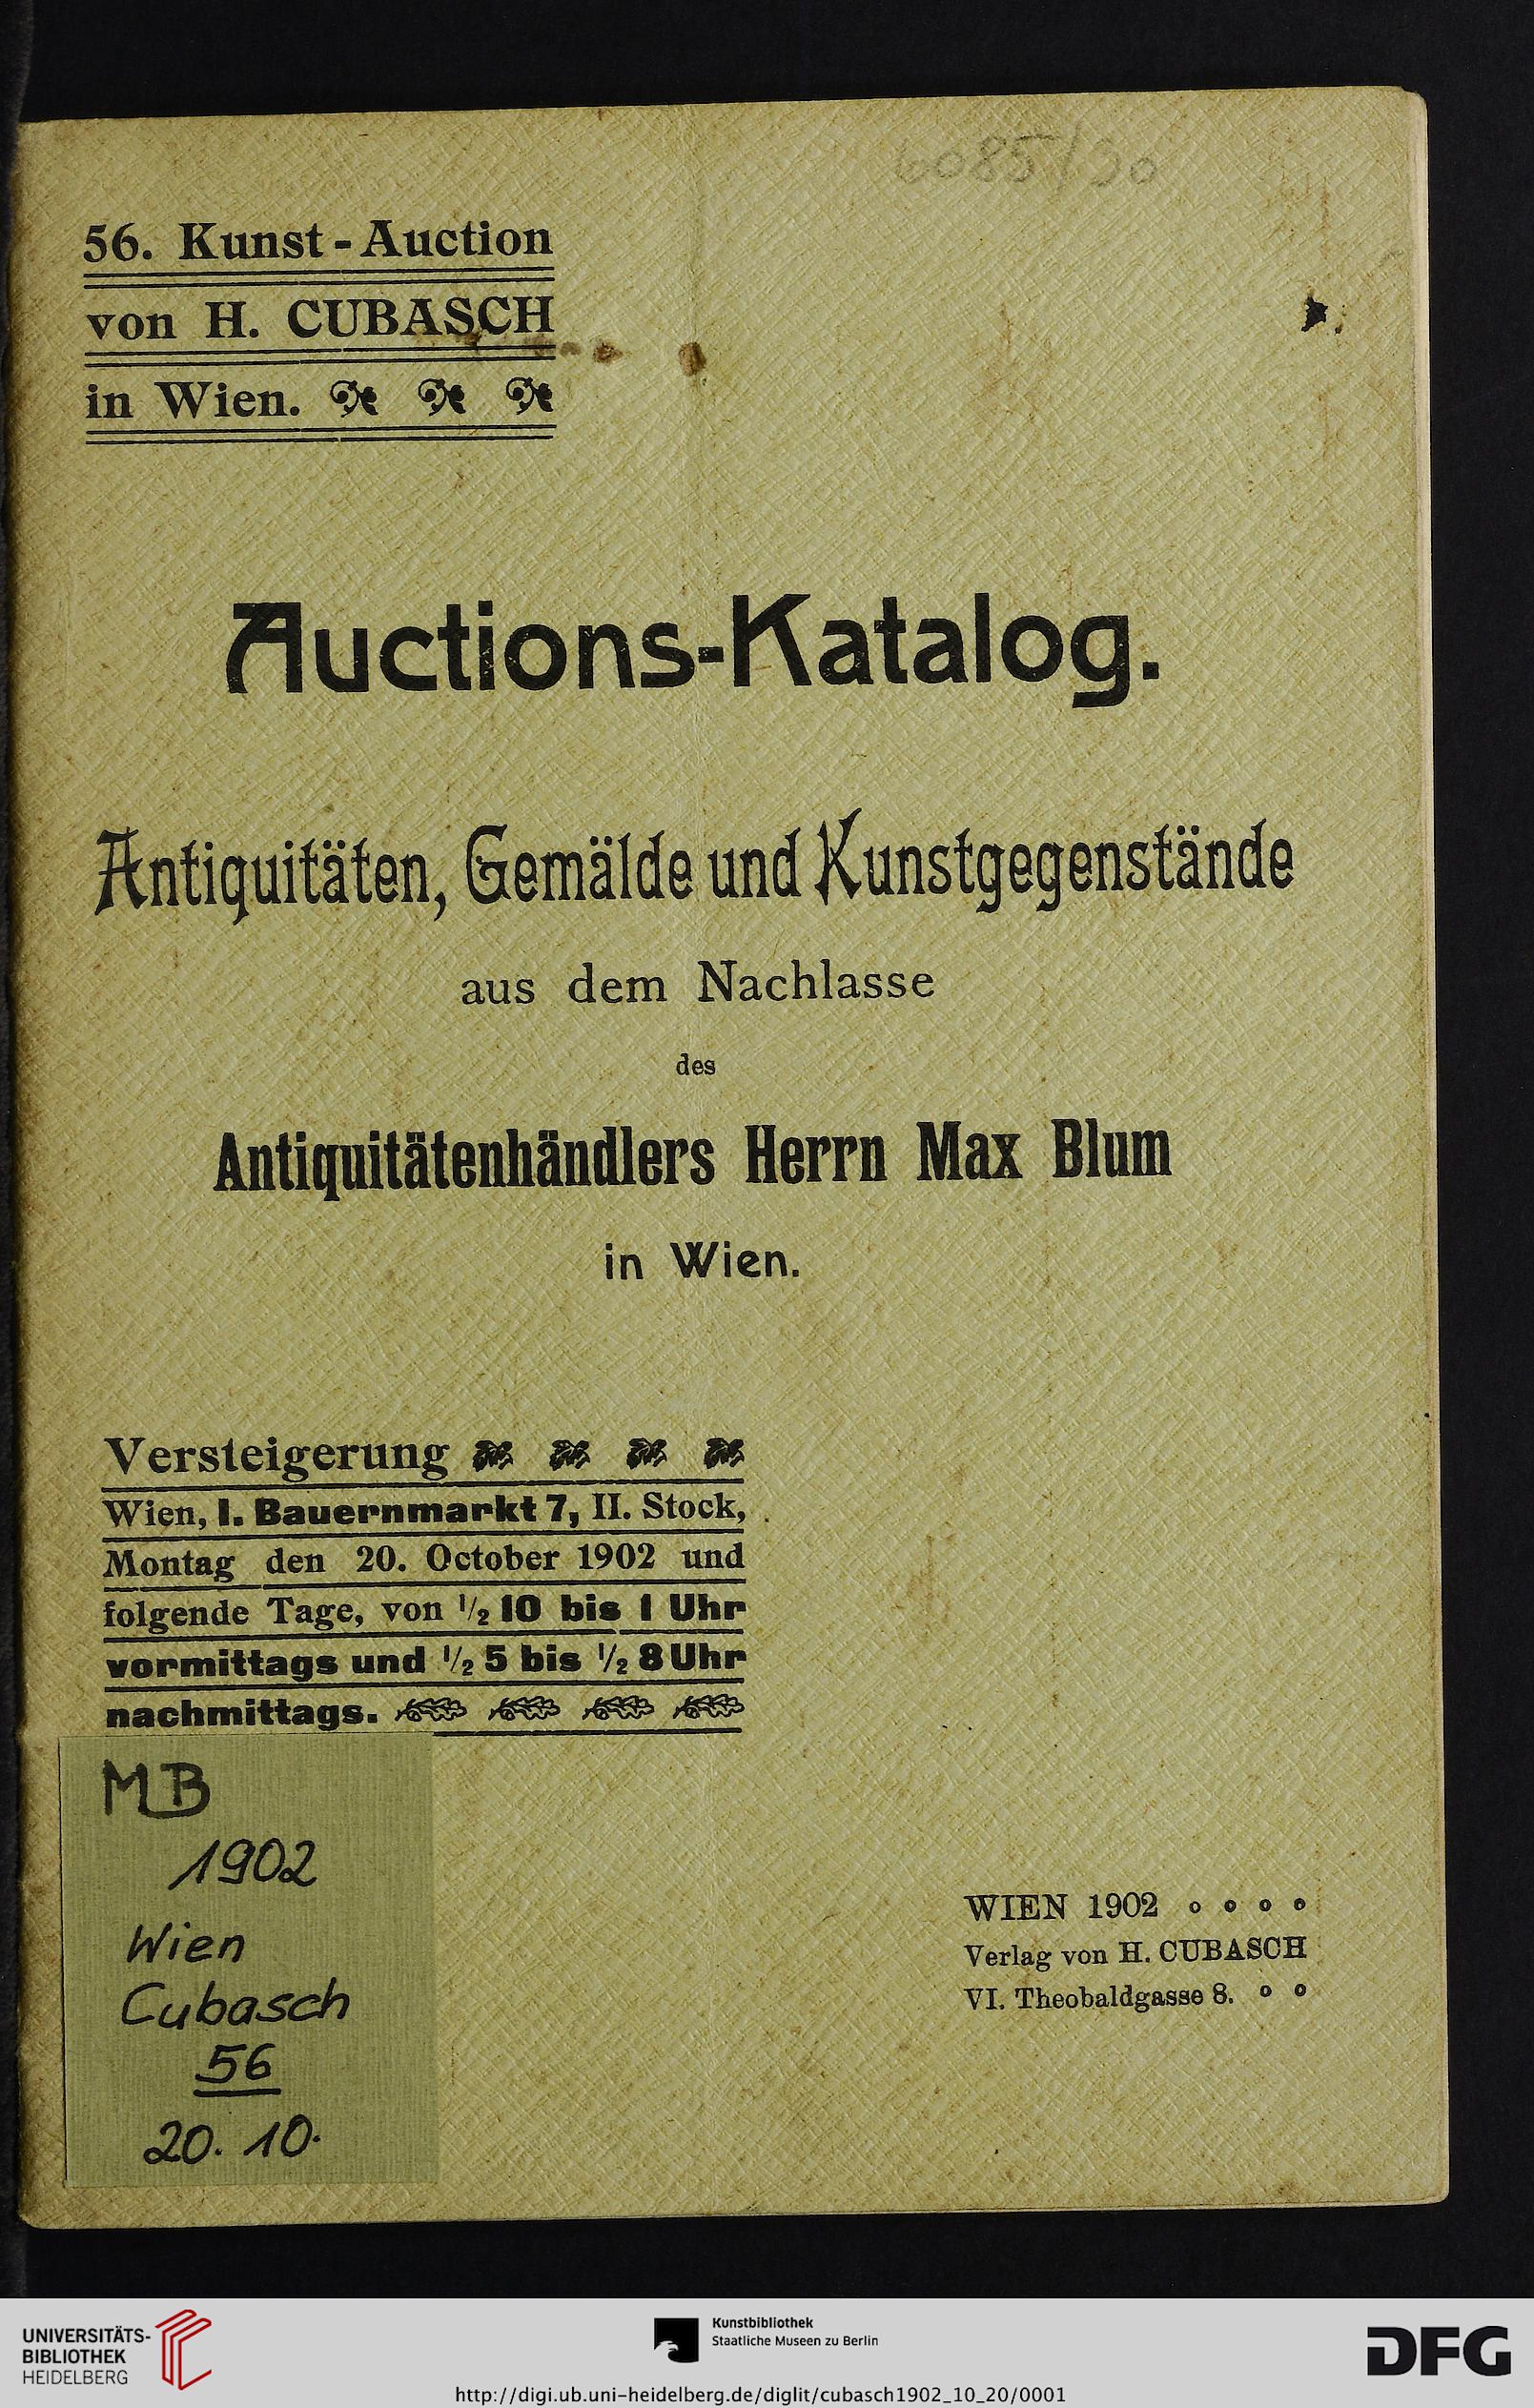 56. Kunst-Auction
von H. CUBASCH
in Wien.
Auctions-Katalog.
Antiquitäten, Gemälde und Kunstgegenstände
aus dem Nachlasse
des
Antiquitätenhändlers Herrn Max Blum
in Wien.
Versteigerung
Wien, I. Bauernmarkt 7, II. Stock,
Montag den 20. October 1902 und
folgende Tage, von 1/2 10 bis 1 Uhr
vormittags und 1/2 5 bis 1/2 8 Uhr
nachmittags.
MB
1902
Wien
Cubasch
56
20. 10.
WIEN 1902
Verlag von H. CUBASCH
VI. Theobaldgasse 8.
UNIVERSITÄTS-
BIBLIOTHEK
HEIDELBERG
Kunstbibliothek
Staatliche Museen zu Berlin
DFG
http://digi.ub.uni-heidelberg.de/diglit/cubasch1902_10_20/0001